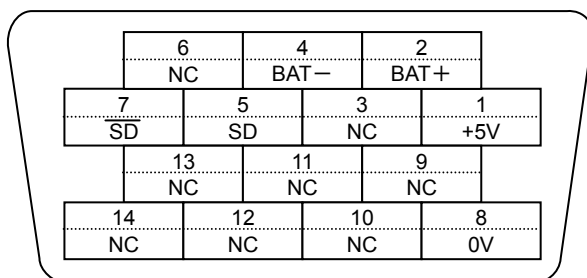 6 4 2
NC BAT− BAT+
7 5 3 1
S̅D̅ SD NC +5V
13 11 9
NC NC NC
14 12 10 8
NC NC NC 0V